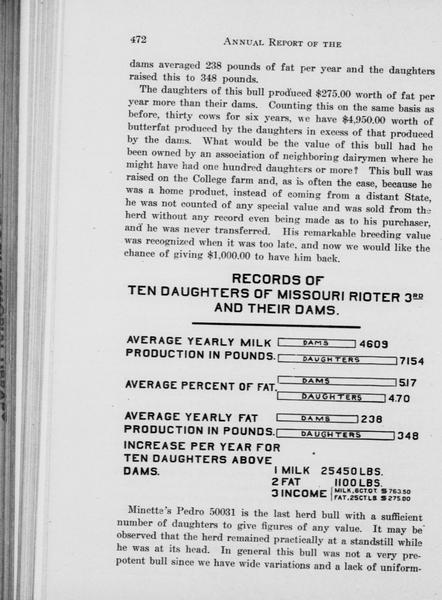 472 ANNUAL REPORT OF THE
dams averaged 238 pounds of fat per year and the daughters
raised this to 348 pounds.
The daughters of this bull produced $275.00 worth of fat per
year more than their dams. Counting this on the same basis as
before, thirty cows for six years, we have $4,950.00 worth of
butterfat produced by the daughters in excess of that produced
by the dams. What would be the value of this bull had he
been owned by an association of neighboring dairymen where he
might have had one hundred daughters or more? This bull was
raised on the College farm and, as is often the case, because he
was a home product, instead of coming from a distant State,
he was not counted of any special value and was sold from the
herd without any record even being made as to his purchaser,
and he was never transferred. His remarkable breeding value
was recognized when it was too late, and now we would like the
chance of giving $1,000.00 to have him back.
RECORDS OF
TEN DAUGHTERS OF MISSOURI RIOTER 3RD
AND THEIR DAMS.
AVERAGE YEARLY MILK DAMS 4609
PRODUCTION IN POUNDS. DAUGHTERS 7154
AVERAGE PERCENT OF FAT. DAMS 5.17
DAUGHTERS 4.70
AVERAGE YEARLY FAT DAMS 238
PRODUCTION IN POUNDS. DAUGHTERS 348
INCREASE PER YEAR FOR
TEN DAUGHTERS ABOVE
DAMS. 1 MILK 25450 LBS.
2 FAT 1100 LBS.
3 INCOME MILK, 6CT.QT. $763.50
FAT, 25CT.LB $275.00
Minette's Pedro 50031 is the last herd bull with a sufficient
number of daughters to give figures of any value. It may be
observed that the herd remained practically at a standstill while
he was at its head. In general this bull was not a very pre-
potent bull since we have wide variations and a lack of uniform-